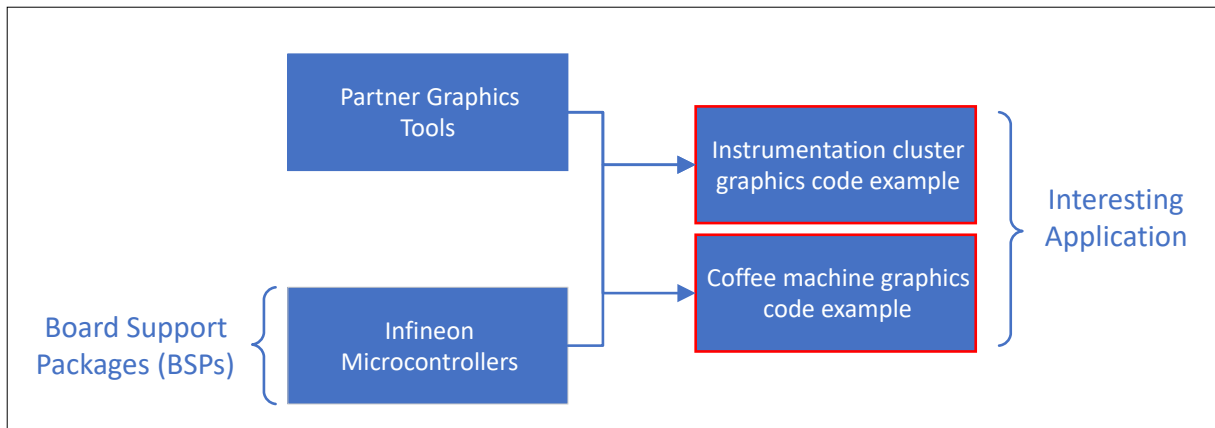 Partner Graphics
Tools
Instrumentation cluster
graphics code example
Interesting
Application
Coffee machine graphics
code example
Board Support
Packages (BSPs)
Infineon
Microcontrollers